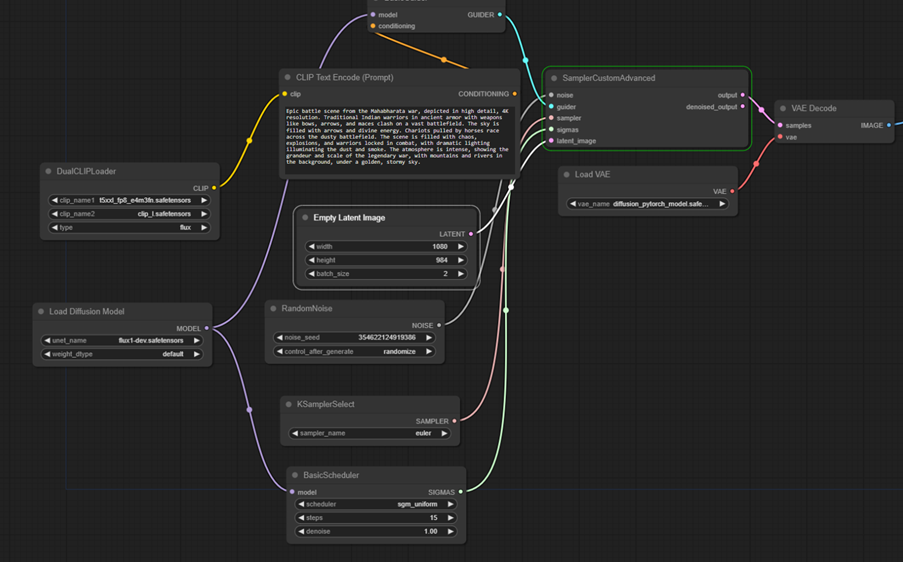 model
GUIDER
conditioning
CLIP Text Encode (Prompt)
clip
CONDITIONING
Epic battle scene from the Mahabharata war, depicted in high detail, 4K
resolution. Traditional Indian warriors in ancient armor with weapons
like bows, arrows, and maces clash on a vast battlefield. The sky is
filled with arrows and divine energy. Chariots pulled by horses race
across the dusty battlefield. The scene is filled with chaos,
explosions, and warriors locked in combat, with dramatic lighting
illuminating the dust and smoke. The atmosphere is intense, showing the
grandeur and scale of the legendary war, with mountains and rivers in
the background, under a golden, stormy sky.
SamplerCustomAdvanced
noise
output
guider
denoised_output
sampler
sigmas
latent_image
VAE Decode
samples
IMAGE
vae
DualCLIPLoader
CLIP
clip_name1 t5xxl_fp8_e4m3fn.safetensors
clip_name2 clip_l.safetensors
type flux
Load VAE
VAE
vae_name diffusion_pytorch_model.safe...
Empty Latent Image
LATENT
width 1080
height 984
batch_size 2
Load Diffusion Model
MODEL
unet_name flux1-dev.safetensors
weight_dtype default
RandomNoise
NOISE
noise_seed 354622124919386
control_after_generate randomize
KSamplerSelect
SAMPLER
sampler_name euler
BasicScheduler
model
SIGMAS
scheduler sgm_uniform
steps 15
denoise 1.00